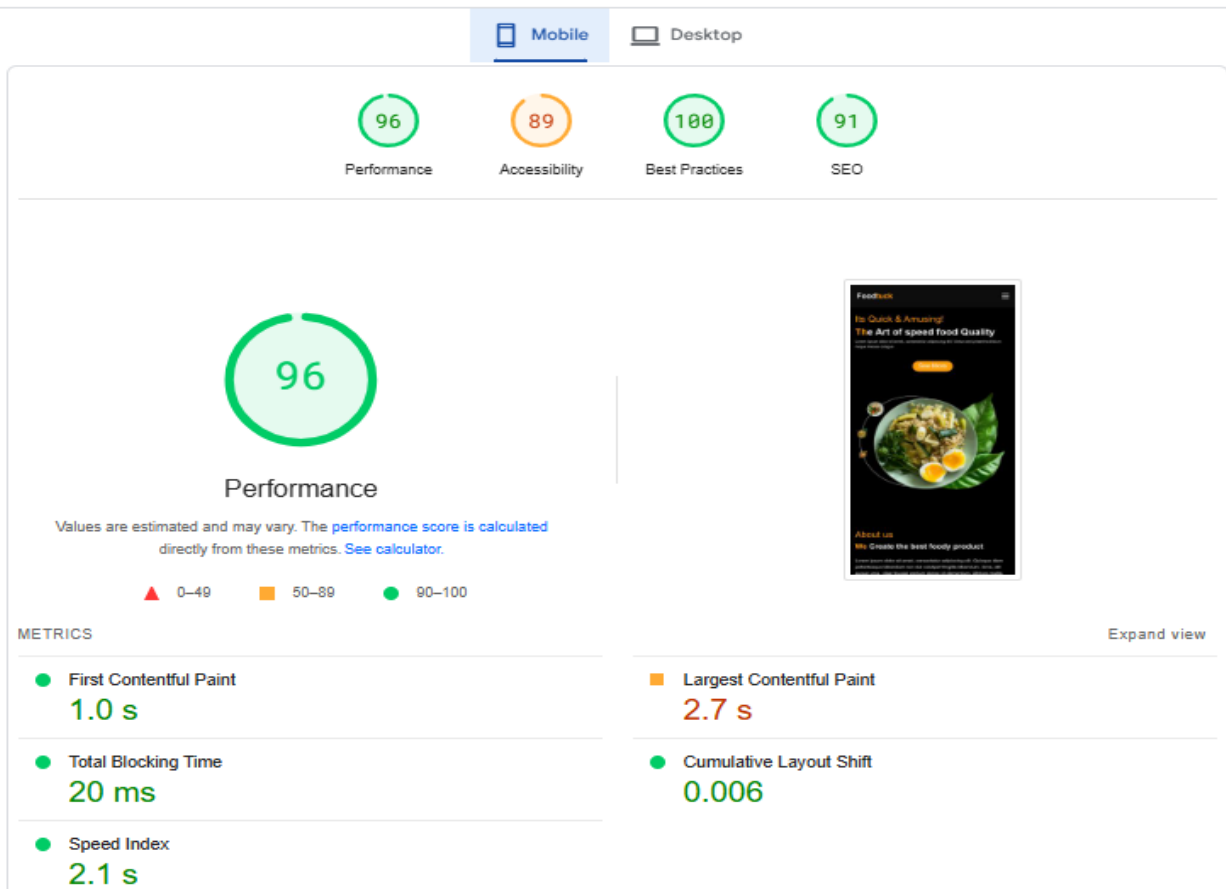 Mobile
Desktop
96
89
100
91
Performance
Accessibility
Best Practices
SEO
96
Performance
Values are estimated and may vary. The performance score is calculated
directly from these metrics. See calculator.
0–49
50–89
90–100
Foodtuck
Its Quick & Amusing!
The Art of speed food Quality
About us
We Create the best foody product
METRICS
Expand view
First Contentful Paint
1.0 s
Largest Contentful Paint
2.7 s
Total Blocking Time
20 ms
Cumulative Layout Shift
0.006
Speed Index
2.1 s